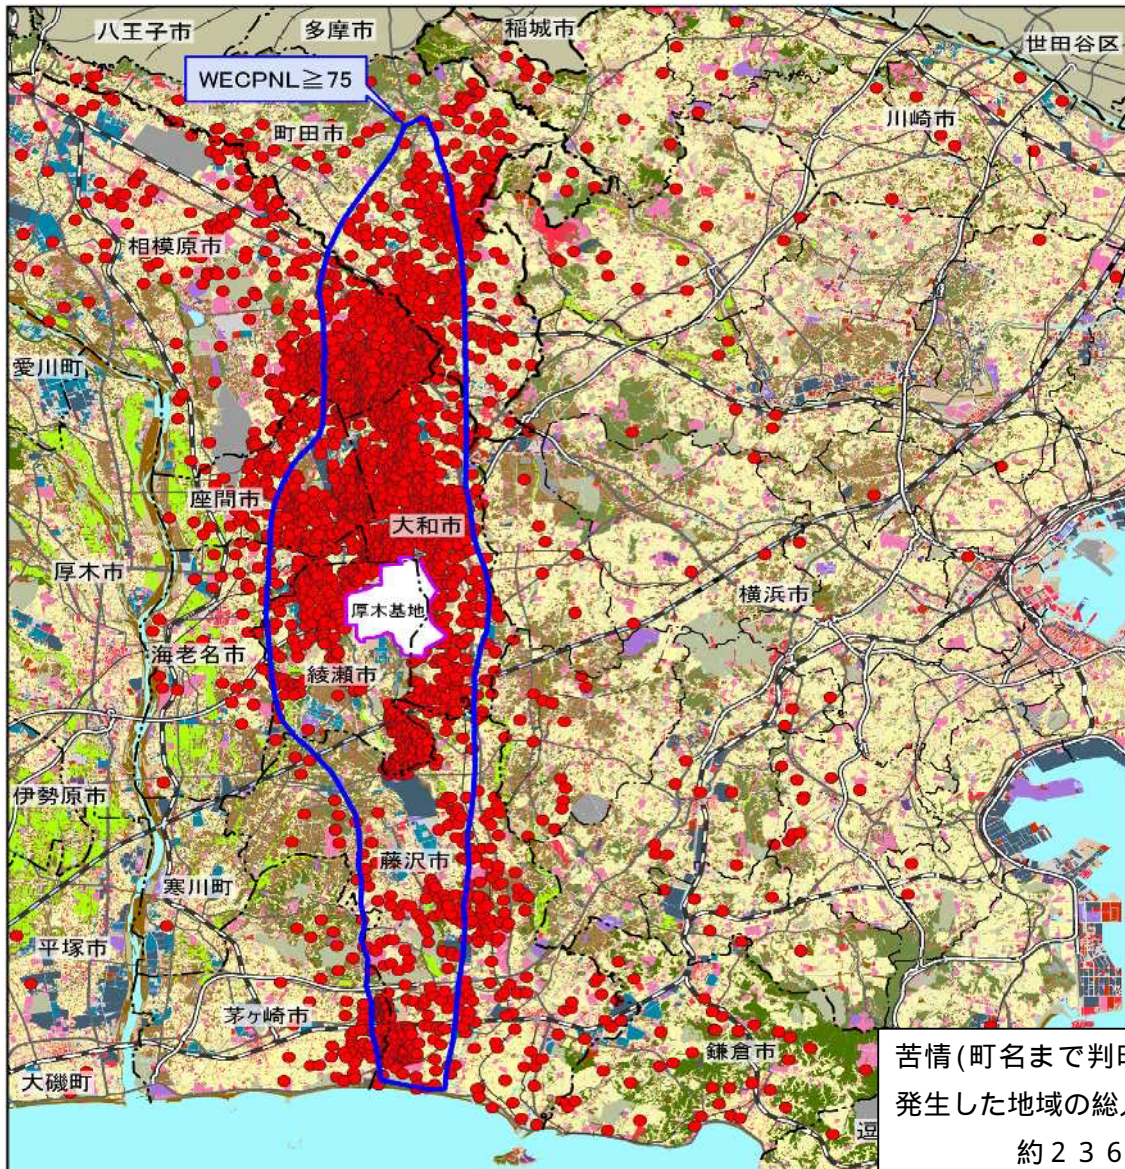 八王子市
多摩市
稲城市
世田谷区
WECPNL≧75
町田市
川崎市
相模原市
愛川町
座間市
大和市
厚木市
厚木基地
横浜市
海老名市
綾瀬市
伊勢原市
藤沢市
寒川町
平塚市
茅ヶ崎市
鎌倉市
大磯町
苦情(町名まで判
発生した地域の総
約２３６